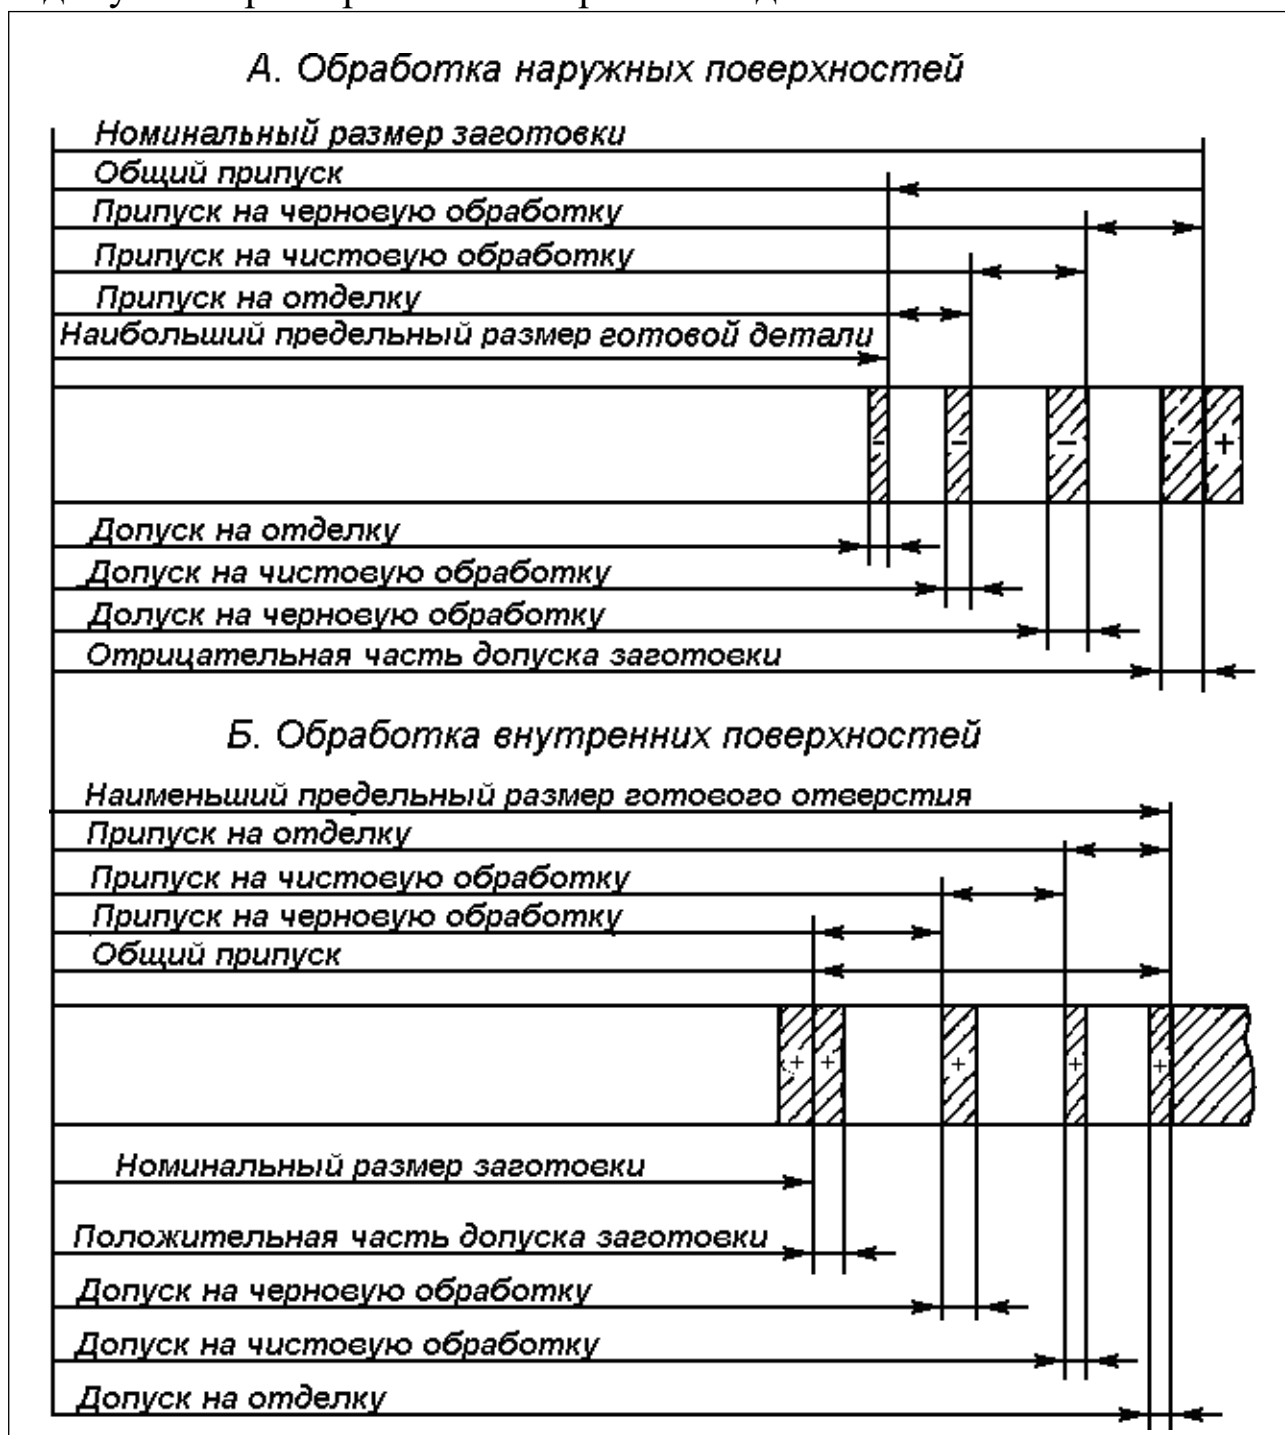 А. Обработка наружных поверхностей
Номинальный размер заготовки
Общий припуск
Припуск на черновую обработку
Припуск на чистовую обработку
Припуск на отделку
Наибольший предельный размер готовой детали
- - - - +
Допуск на отделку
Допуск на чистовую обработку
Долуск на черновую обработку
Отрицательная часть допуска заготовки
Б. Обработка внутренних поверхностей
Наименьший предельный размер готового отверстия
Припуск на отделку
Припуск на чистовую обработку
Припуск на черновую обработку
Общий припуск
+ + + + +
Номинальный размер заготовки
Положительная часть допуска заготовки
Допуск на черновую обработку
Допуск на чистовую обработку
Допуск на отделку